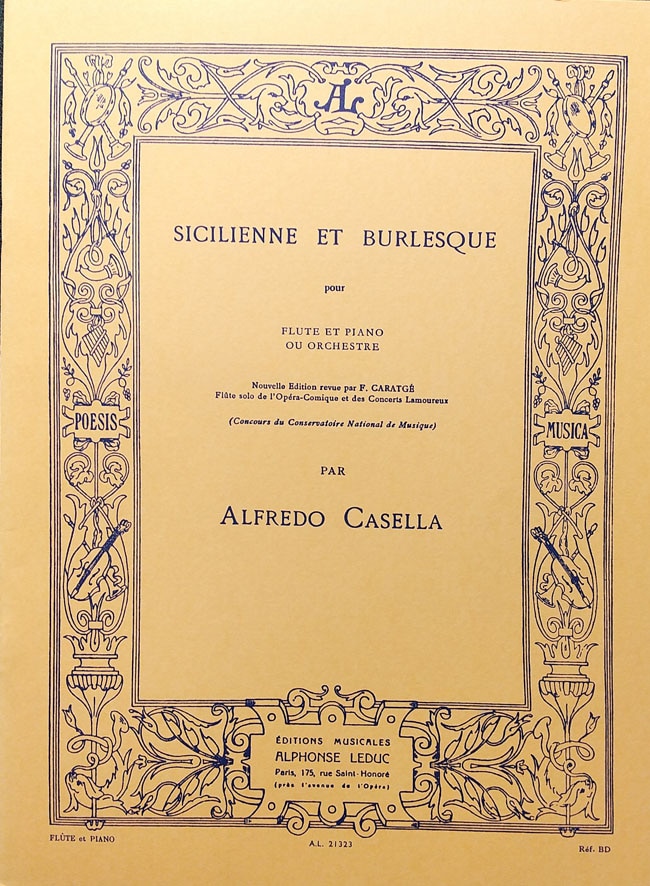 AL
SICILIENNE ET BURLESQUE
pour
FLUTE ET PIANO
OU ORCHESTRE
Nouvelle Edition revue par F. CARATGÉ
Flûte solo de l'Opéra-Comique et des Concerts Lamoureux
(Concours du Conservatoire National de Musique)
POESIS
MUSICA
PAR
ALFREDO CASELLA
ÉDITIONS MUSICALES
ALPHONSE LEDUC
Paris, 175, rue Saint-Honoré
(près l'avenue de l'Opéra)
FLÛTE et PIANO
A.L. 21323
Réf. BD